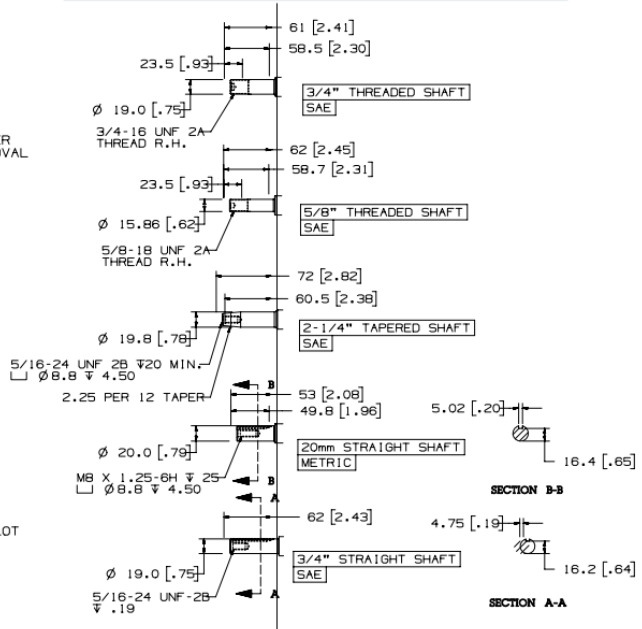 61 [2.41]
58.5 [2.30]
23.5 [.93]
Ø 19.0 [.75]
3/4" THREADED SHAFT
SAE
3/4-16 UNF 2A
THREAD R.H.
ER
OVAL
62 [2.45]
58.7 [2.31]
23.5 [.93]
Ø 15.86 [.62]
5/8" THREADED SHAFT
SAE
5/8-18 UNF 2A
THREAD R.H.
72 [2.82]
60.5 [2.38]
Ø 19.8 [.78]
2-1/4" TAPERED SHAFT
SAE
5/16-24 UNF 2B ↧20 MIN.
⌴ Ø8.8 ↧ 4.50
2.25 PER 12 TAPER
B
53 [2.08]
49.8 [1.96]
Ø 20.0 [.79]
20mm STRAIGHT SHAFT
METRIC
M8 X 1.25-6H ↧ 25
⌴ Ø8.8 ↧ 4.50
B
5.02 [.20]
16.4 [.65]
SECTION B-B
A
LOT
62 [2.43]
Ø 19.0 [.75]
3/4" STRAIGHT SHAFT
SAE
5/16-24 UNF-2B
↧ .19
A
4.75 [.19]
16.2 [.64]
SECTION A-A